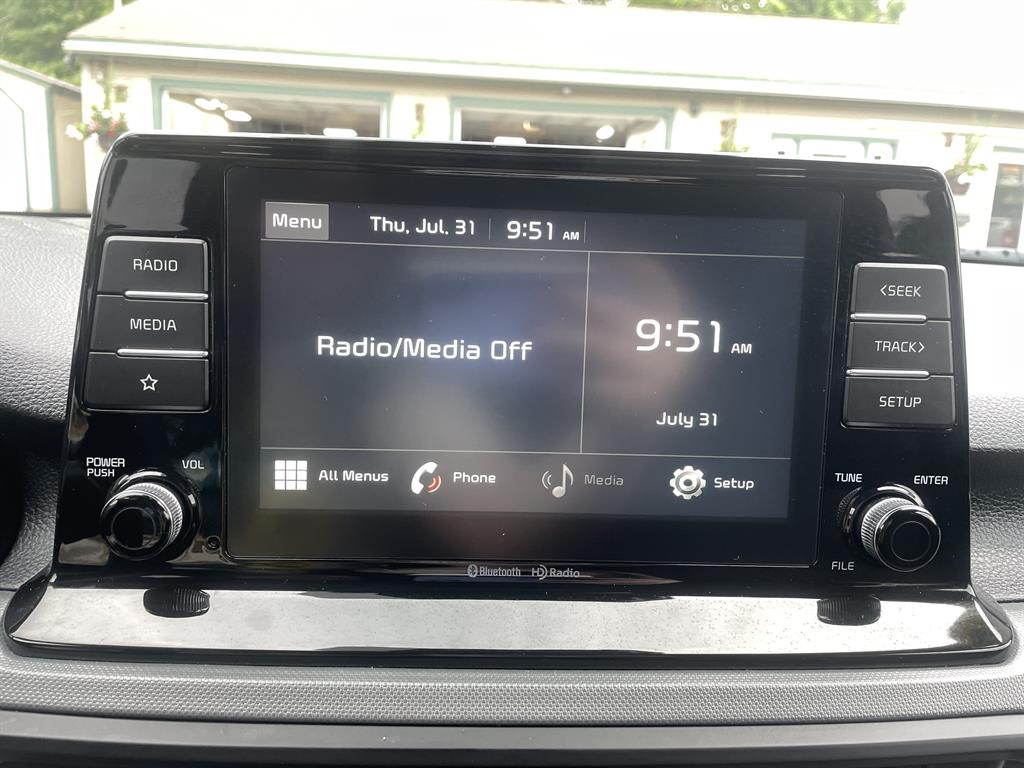 Menu
Thu, Jul. 31
9:51 AM
RADIO
MEDIA
Radio/Media Off
9:51 AM
July 31
<SEEK
TRACK>
SETUP
All Menus
Phone
Media
Setup
POWER
PUSH
VOL
TUNE
ENTER
FILE
Bluetooth
HD Radio